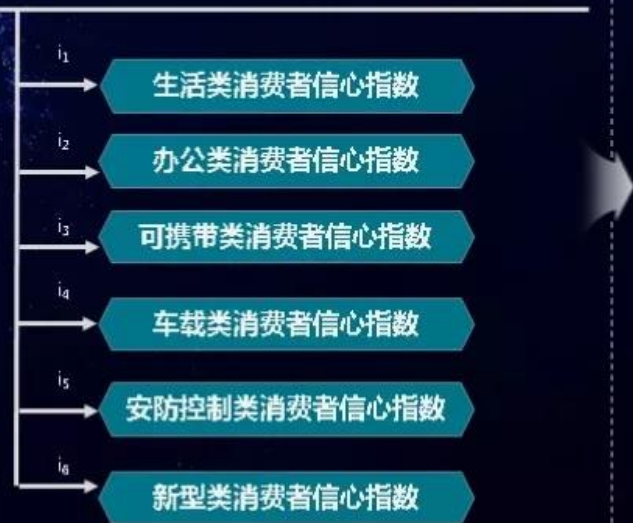 i₁
生活类消费者信心指数
i₂
办公类消费者信心指数
i₃
可携带类消费者信心指数
i₄
车载类消费者信心指数
i₅
安防控制类消费者信心指数
i₆
新型类消费者信心指数